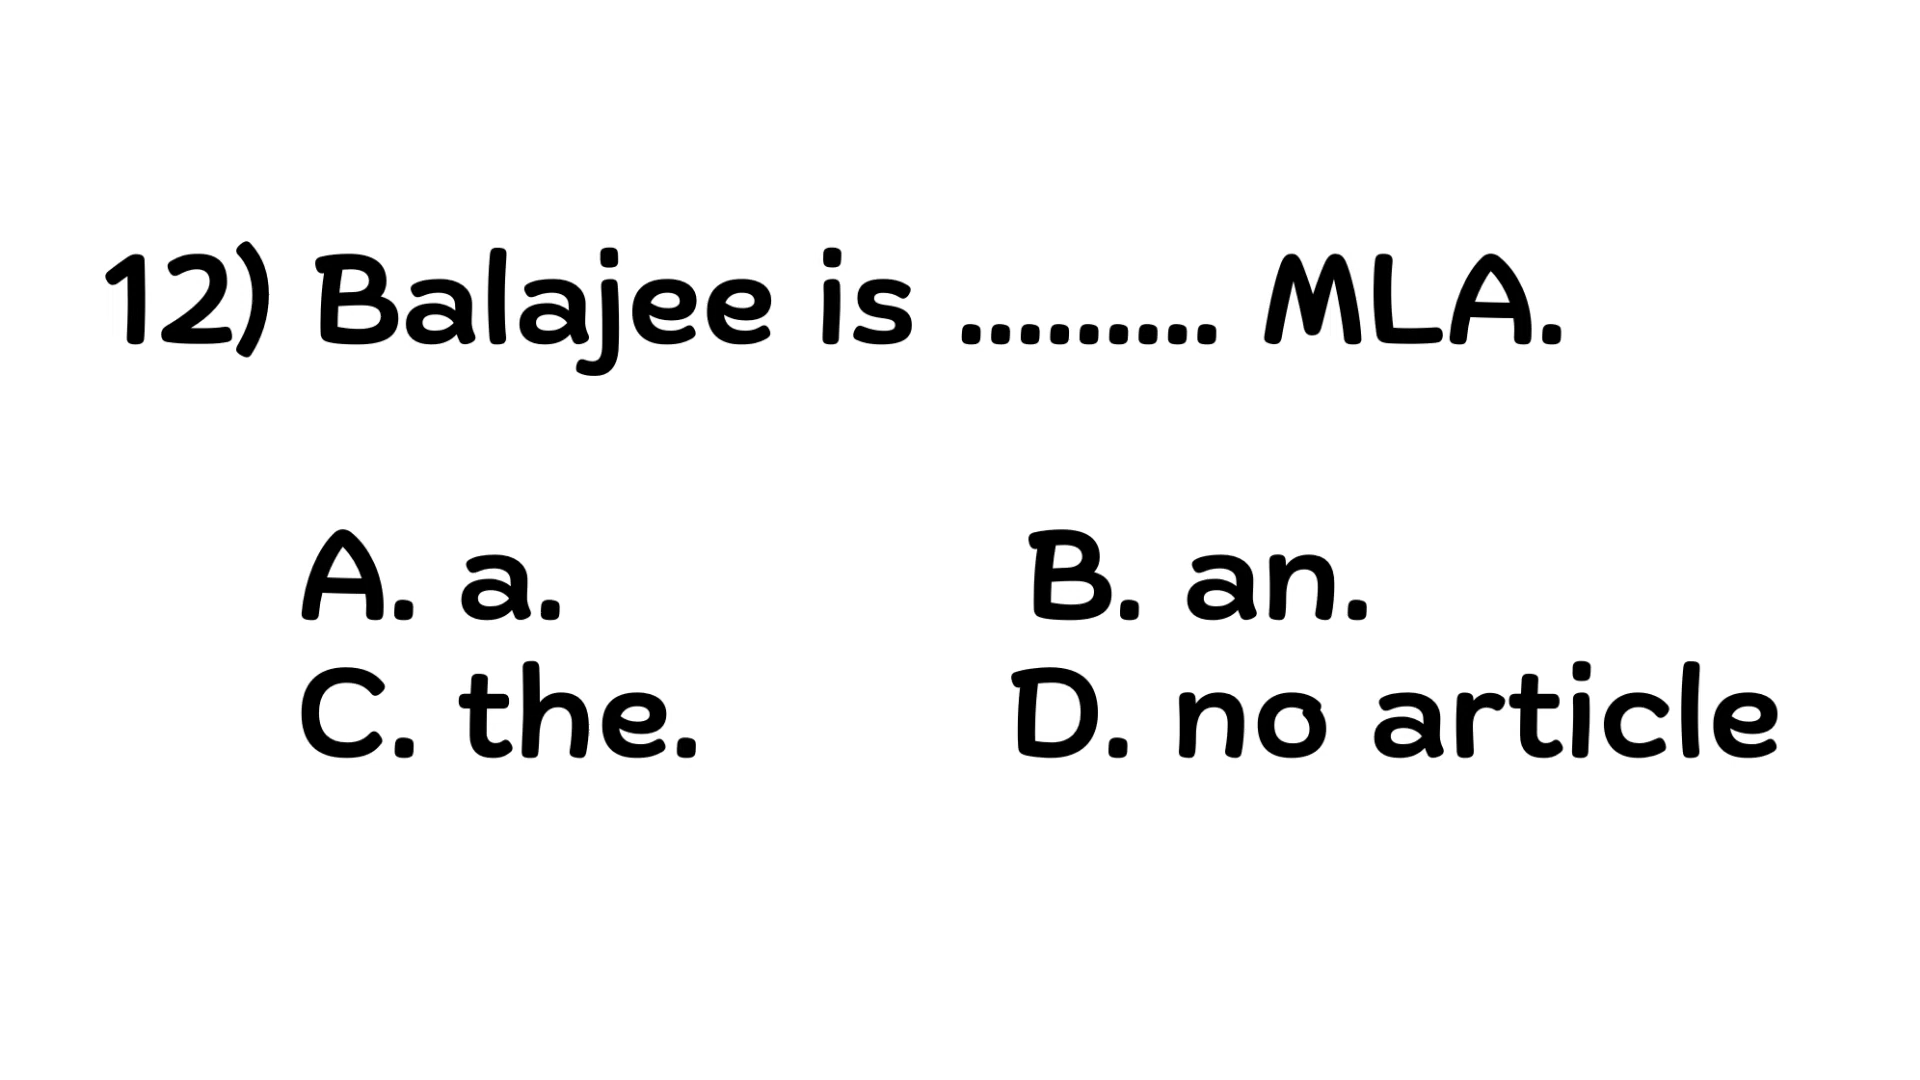 12) Balajee is ......... MLA.
A. a. B. an.
C. the. D. no article